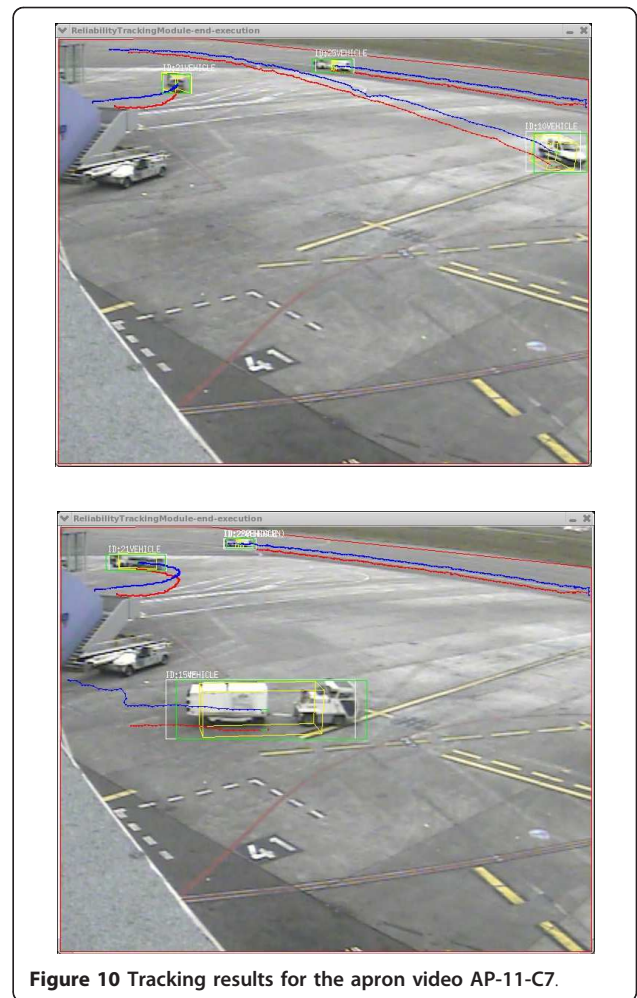 ReliabilityTrackingModule-end-execution
ID:21VEHICLE
ID:10VEHICLE
41
ReliabilityTrackingModule-end-execution
ID:21VEHICLE
ID:15VEHICLE
41
Figure 10 Tracking results for the apron video AP-11-C7.